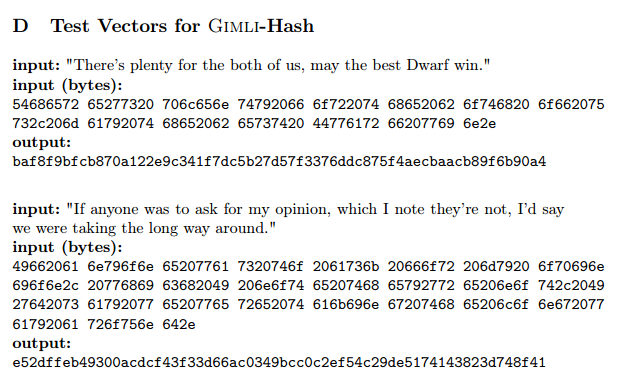 D Test Vectors for GIMLI-Hash
input: "There's plenty for the both of us, may the best Dwarf win."
input (bytes):
54686572 65277320 706c656e 74792066 6f722074 68652062 6f746820 6f662075
732c206d 61792074 68652062 65737420 44776172 66207769 6e2e
output:
baf8f9bfcb870a122e9c341f7dc5b27d57f3376ddc875f4aecbaacb89f6b90a4
input: "If anyone was to ask for my opinion, which I note they're not, I'd say
we were taking the long way around."
input (bytes):
49662061 6e796f6e 65207761 7320746f 2061736b 20666f72 206d7920 6f70696e
696f6e2c 20776869 63682049 206e6f74 65207468 65792772 65206e6f 742c2049
27642073 61792077 65207765 72652074 616b696e 67207468 65206c6f 6e672077
61792061 726f756e 642e
output:
e52dffeb49300acdcf43f33d66ac0349bcc0c2ef54c29de5174143823d748f41